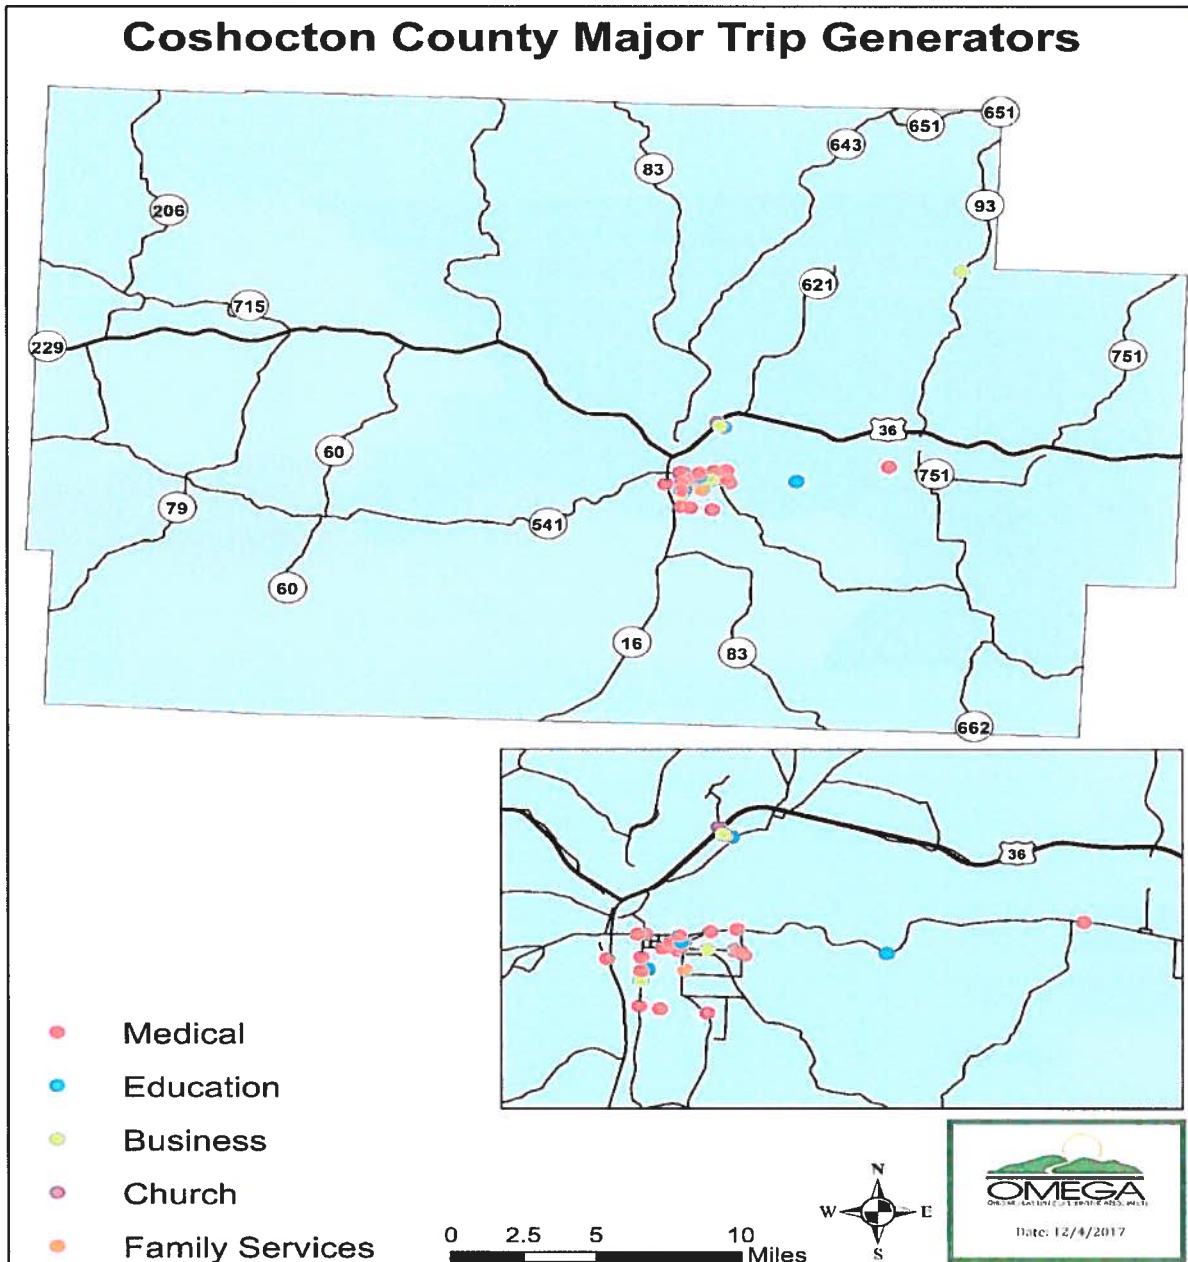 Coshocton County Major Trip Generators
651
651
643
83
93
206
621
715
229
751
36
60
751
79
541
60
16
83
662
36
Medical
Education
Business
Church
Family Services
0 2.5 5 10
Miles
N
W E
S
OMEGA
Date: 12/4/2017